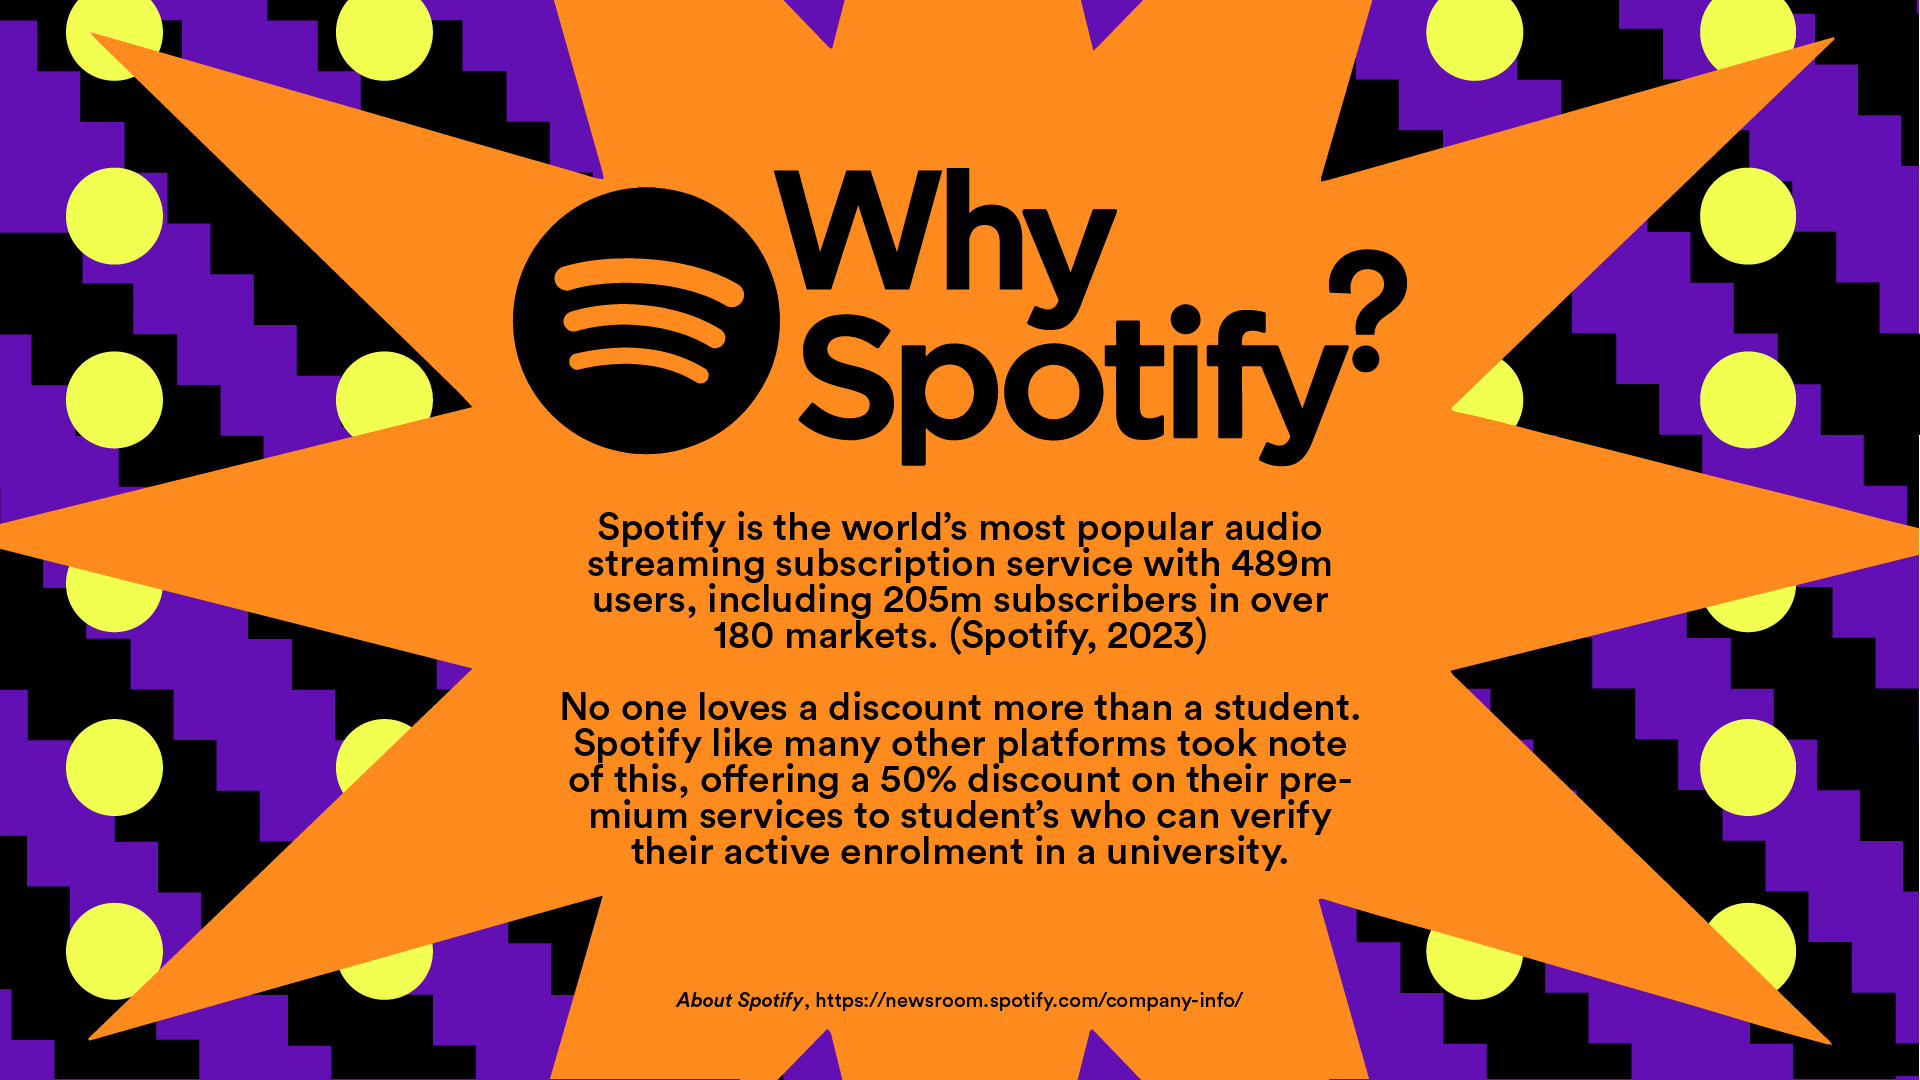 Why
Spotify?
Spotify is the world’s most popular audio
streaming subscription service with 489m
users, including 205m subscribers in over
180 markets. (Spotify, 2023)
No one loves a discount more than a student.
Spotify like many other platforms took note
of this, offering a 50% discount on their pre-
mium services to student’s who can verify
their active enrolment in a university.
About Spotify, https://newsroom.spotify.com/company-info/